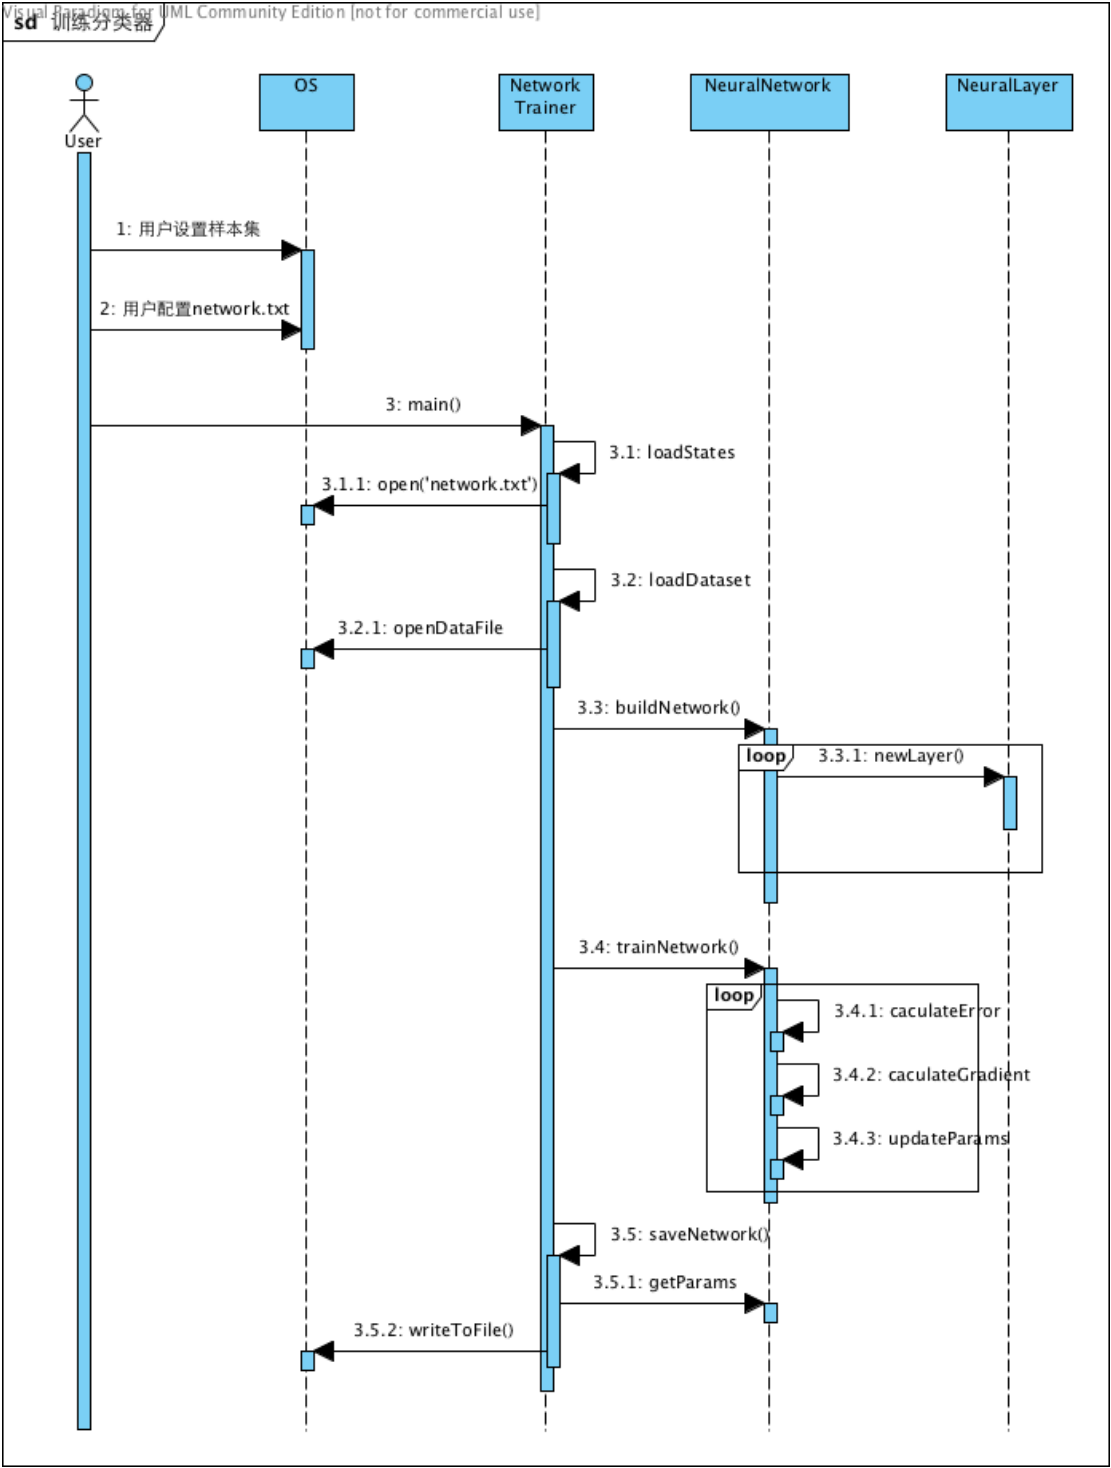 Visual Paradigm for UML Community Edition [not for commercial use]
sd 训练分类器
User
OS
Network
Trainer
NeuralNetwork
NeuralLayer
1: 用户设置样本集
2: 用户配置network.txt
3: main()
3.1: loadStates
3.1.1: open('network.txt')
3.2: loadDataset
3.2.1: openDataFile
3.3: buildNetwork()
loop
3.3.1: newLayer()
3.4: trainNetwork()
loop
3.4.1: caculateError
3.4.2: caculateGradient
3.4.3: updateParams
3.5: saveNetwork()
3.5.1: getParams
3.5.2: writeToFile()